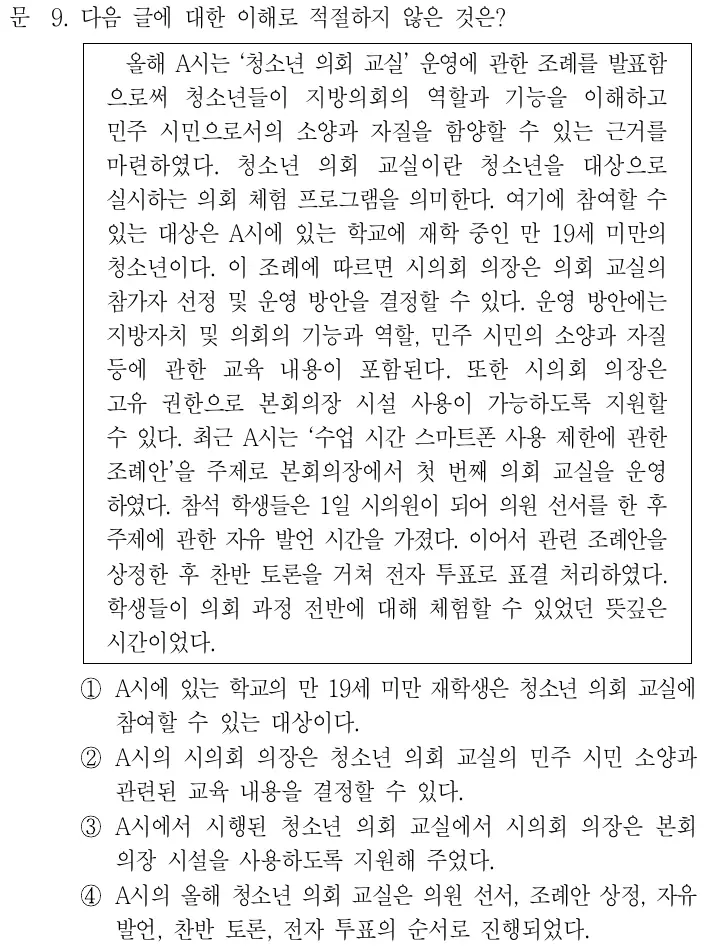 문 9. 다음 글에 대한 이해로 적절하지 않은 것은?
올해 A시는 ‘청소년 의회 교실’ 운영에 관한 조례를 발표함
으로써 청소년들이 지방의회의 역할과 기능을 이해하고
민주 시민으로서의 소양과 자질을 함양할 수 있는 근거를
마련하였다. 청소년 의회 교실이란 청소년을 대상으로
실시하는 의회 체험 프로그램을 의미한다. 여기에 참여할 수
있는 대상은 A시에 있는 학교에 재학 중인 만 19세 미만의
청소년이다. 이 조례에 따르면 시의회 의장은 의회 교실의
참가자 선정 및 운영 방안을 결정할 수 있다. 운영 방안에는
지방자치 및 의회의 기능과 역할, 민주 시민의 소양과 자질
등에 관한 교육 내용이 포함된다. 또한 시의회 의장은
고유 권한으로 본회의장 시설 사용이 가능하도록 지원할
수 있다. 최근 A시는 ‘수업 시간 스마트폰 사용 제한에 관한
조례안’을 주제로 본회의장에서 첫 번째 의회 교실을 운영
하였다. 참석 학생들은 1일 시의원이 되어 의원 선서를 한 후
주제에 관한 자유 발언 시간을 가졌다. 이어서 관련 조례안을
상정한 후 찬반 토론을 거쳐 전자 투표로 표결 처리하였다.
학생들이 의회 과정 전반에 대해 체험할 수 있었던 뜻깊은
시간이었다.
① A시에 있는 학교의 만 19세 미만 재학생은 청소년 의회 교실에
참여할 수 있는 대상이다.
② A시의 시의회 의장은 청소년 의회 교실의 민주 시민 소양과
관련된 교육 내용을 결정할 수 있다.
③ A시에서 시행된 청소년 의회 교실에서 시의회 의장은 본회
의장 시설을 사용하도록 지원해 주었다.
④ A시의 올해 청소년 의회 교실은 의원 선서, 조례안 상정, 자유
발언, 찬반 토론, 전자 투표의 순서로 진행되었다.